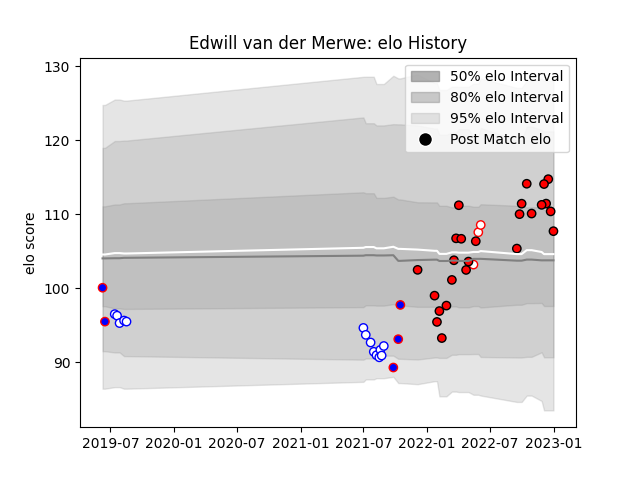 Edwill van der Merwe: elo History
50% elo Interval
80% elo Interval
95% elo Interval
Post Match elo
elo score
130
120
110
100
90
2019-07 2020-01 2020-07 2021-01 2021-07 2022-01 2022-07 2023-01